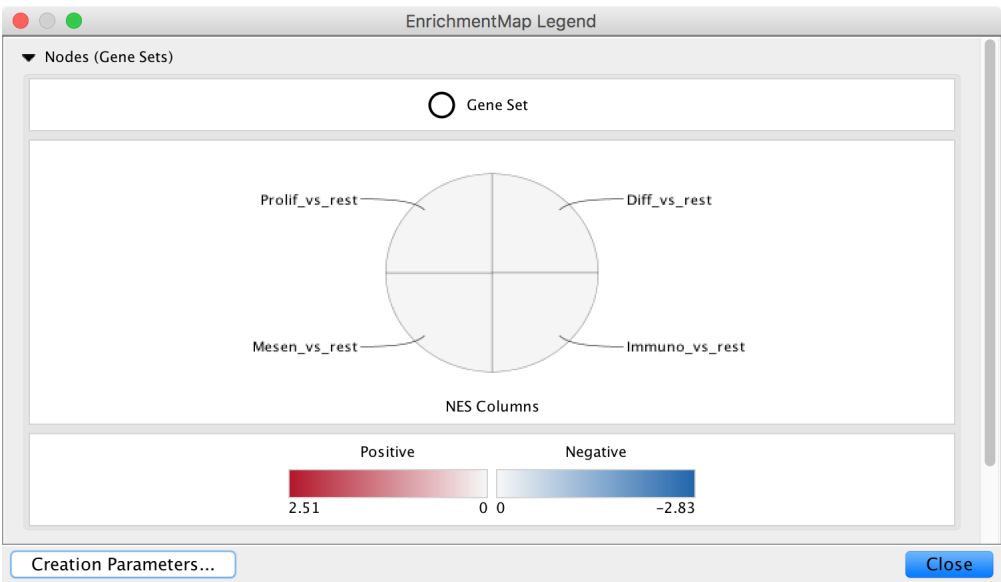 EnrichmentMap Legend
Nodes (Gene Sets)
Gene Set
Prolif_vs_rest
Diff_vs_rest
Mesen_vs_rest
Immuno_vs_rest
NES Columns
Positive
Negative
2.51
0
0
-2.83
Creation Parameters...
Close